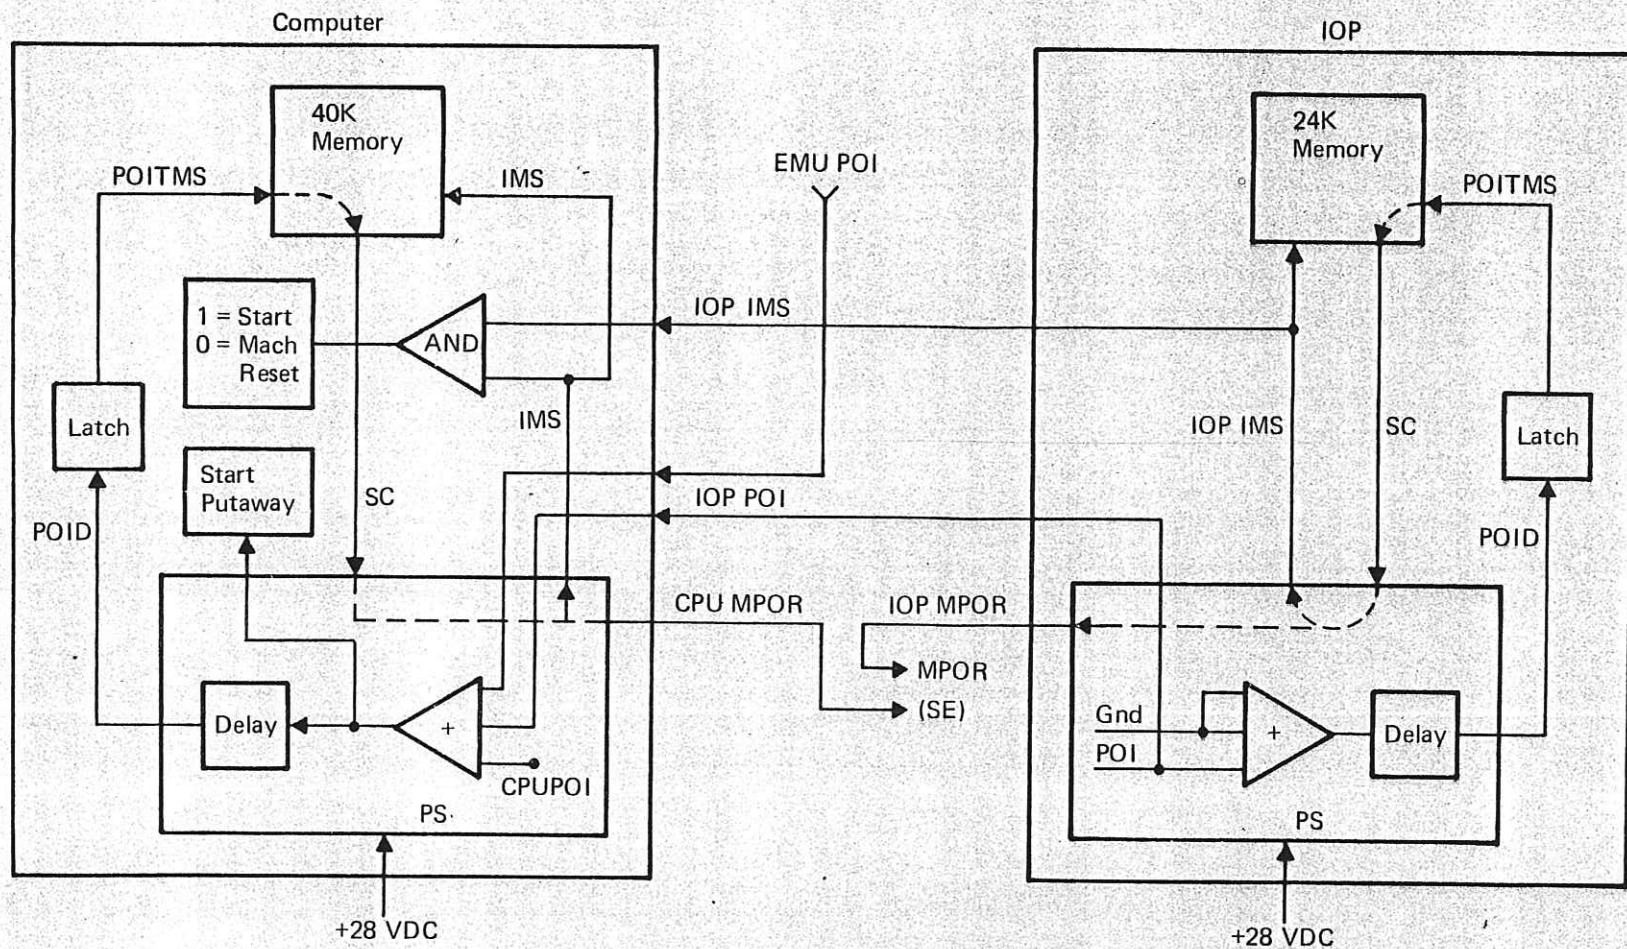 Computer
IOP
40K
Memory
24K
Memory
POITMS
IMS
EMU POI
POITMS
1 = Start
0 = Mach
Reset
AND
IOP IMS
Latch
IMS
IOP IMS
SC
Latch
Start
Putaway
SC
IOP POI
POID
POID
CPU MPOR
IOP MPOR
MPOR
(SE)
Delay
+
CPUPOI
PS
Gnd
POI
+
Delay
PS
+28 VDC
+28 VDC